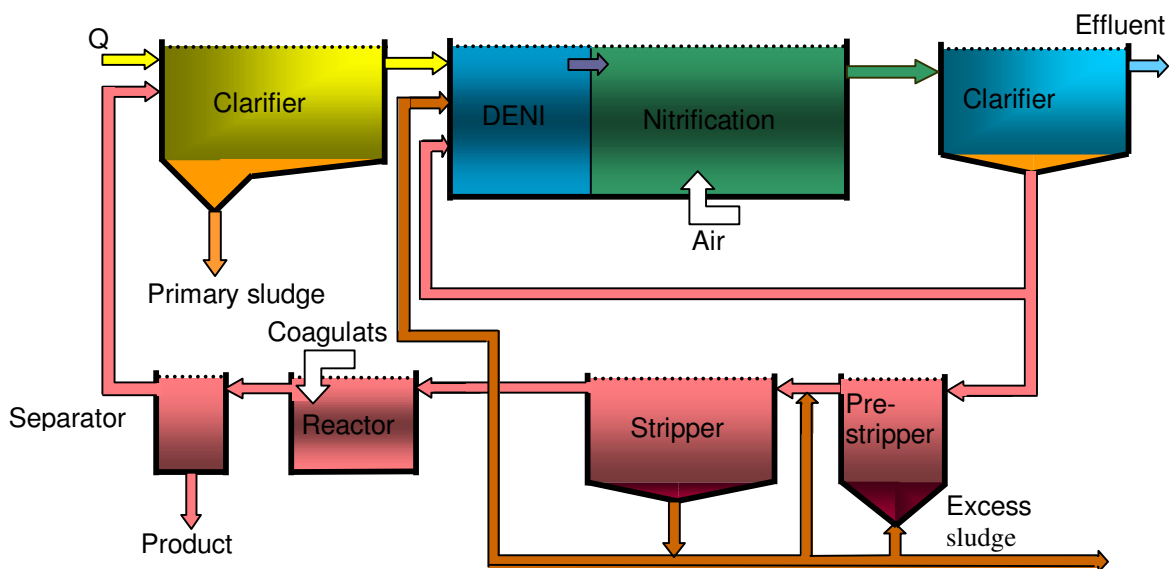 Q
Effluent
Clarifier
DENI
Nitrification
Clarifier
Air
Primary sludge
Coagulats
Separator
Reactor
Stripper
Pre-
stripper
Product
Excess
sludge